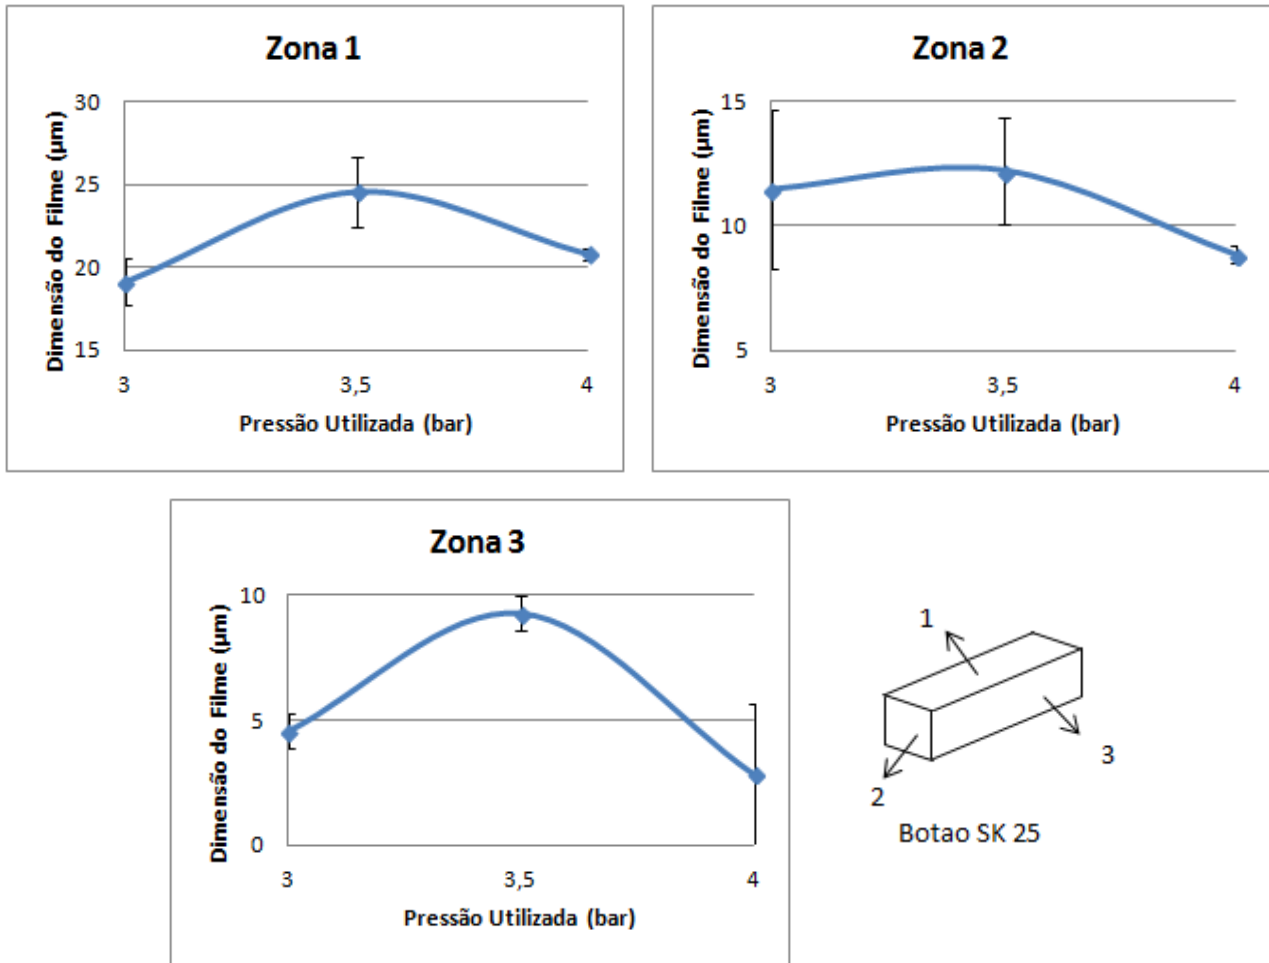 Zona 1
Dimensão do Filme (µm)
30
25
20
15
3
3,5
4
Pressão Utilizada (bar)
Zona 2
Dimensão do Filme (µm)
15
10
5
3
3,5
4
Pressão Utilizada (bar)
Zona 3
Dimensão do Filme (µm)
10
5
0
3
3,5
4
Pressão Utilizada (bar)
1
2
3
Botao SK 25